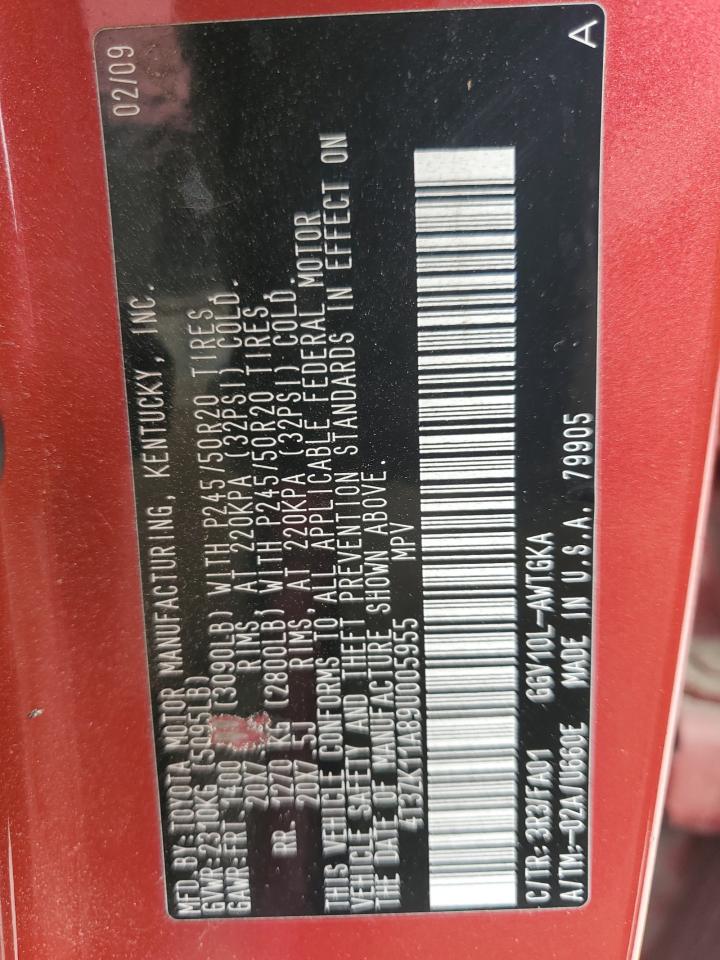 MFD.BY:TOYOTA MOTOR MANUFACTURING, KENTUCKY, INC. 02/09
GVWR:2310KG(5095LB)
GAWR:FRT 1400 (3090LB) WITH P245/50R20 TIRES,
20X7 RIMS, AT 220KPA (32PSI) COLD.
RR. 1270 KG (2800LB) WITH P245/50R20 TIRES,
20X7.5J RIMS, AT 220KPA (32PSI) COLD.
THIS VEHICLE CONFORMS TO ALL APPLICABLE FEDERAL MOTOR
VEHICLE SAFETY AND THEFT PREVENTION STANDARDS IN EFFECT ON
THE DATE OF MANUFACTURE SHOWN ABOVE.
4T3ZK11A89U005955 MPV
C/TR:3R3/FA01 GGV10L-AWTGKA
A/TM:-02A/U660E MADE IN U.S.A. 79905 A